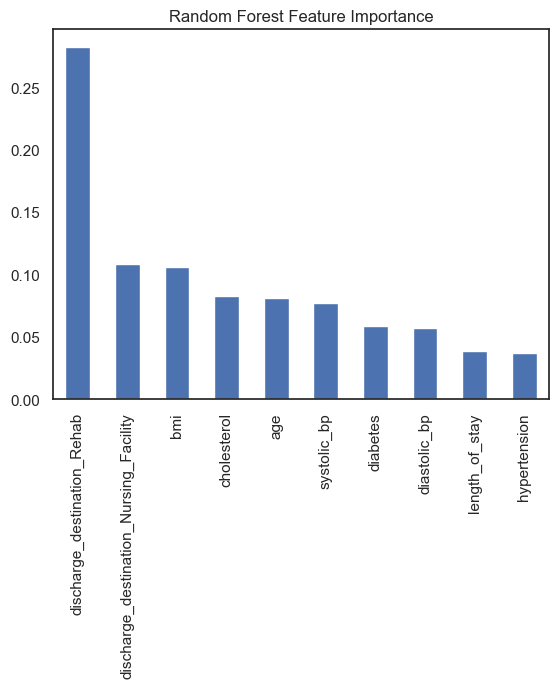 Random Forest Feature Importance
0.25
0.20
0.15
0.10
0.05
0.00
discharge_destination_Rehab
discharge_destination_Nursing_Facility
bmi
cholesterol
age
systolic_bp
diabetes
diastolic_bp
length_of_stay
hypertension